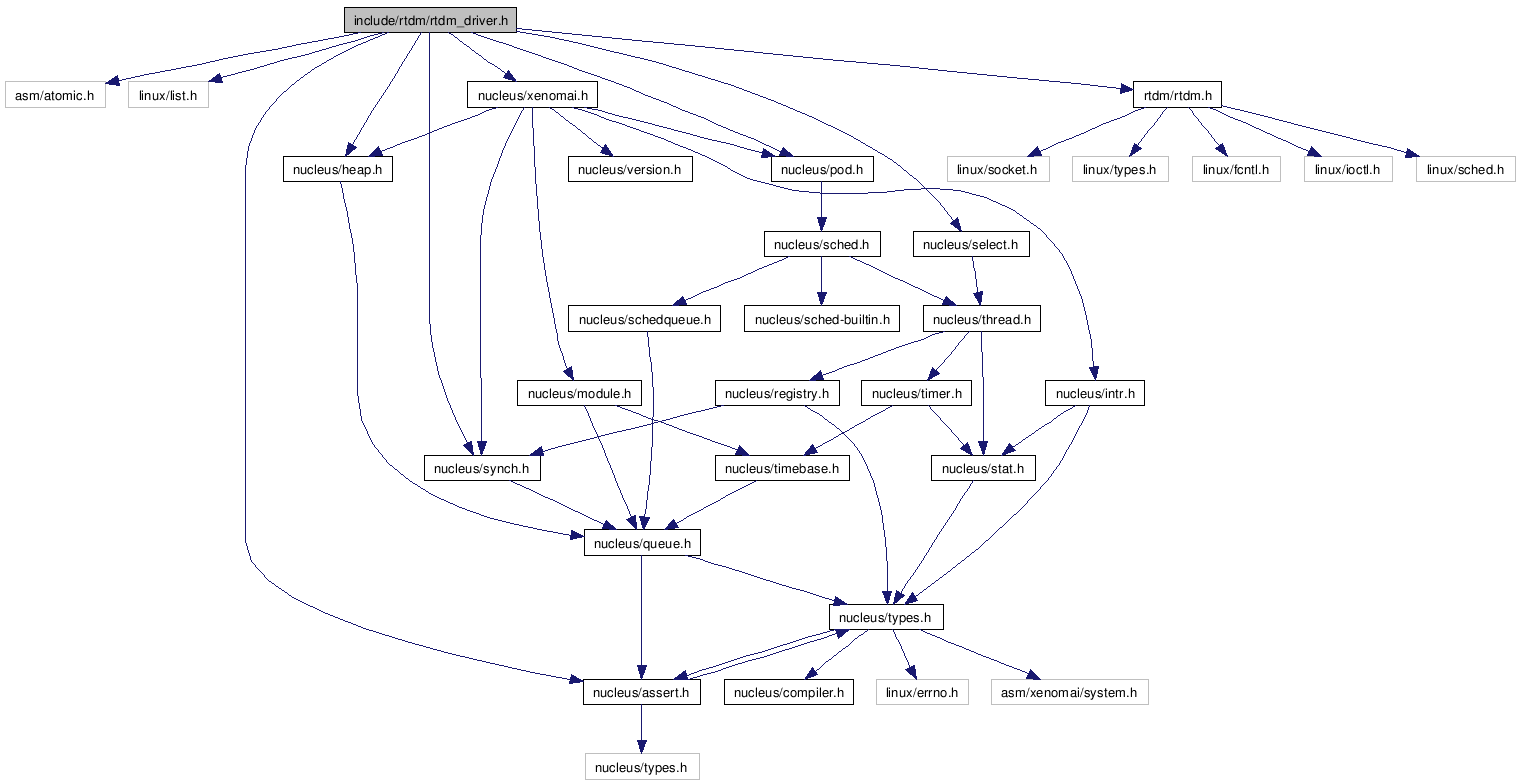 include/rtdm/rtdm_driver.h
asm/atomic.h
linux/list.h
nucleus/xenomai.h
rtdm/rtdm.h
nucleus/heap.h
nucleus/version.h
nucleus/pod.h
linux/socket.h
linux/types.h
linux/fcntl.h
linux/ioctl.h
linux/sched.h
nucleus/sched.h
nucleus/select.h
nucleus/schedqueue.h
nucleus/sched-builtin.h
nucleus/thread.h
nucleus/module.h
nucleus/registry.h
nucleus/timer.h
nucleus/intr.h
nucleus/synch.h
nucleus/timebase.h
nucleus/stat.h
nucleus/queue.h
nucleus/types.h
nucleus/assert.h
nucleus/compiler.h
linux/errno.h
asm/xenomai/system.h
nucleus/types.h